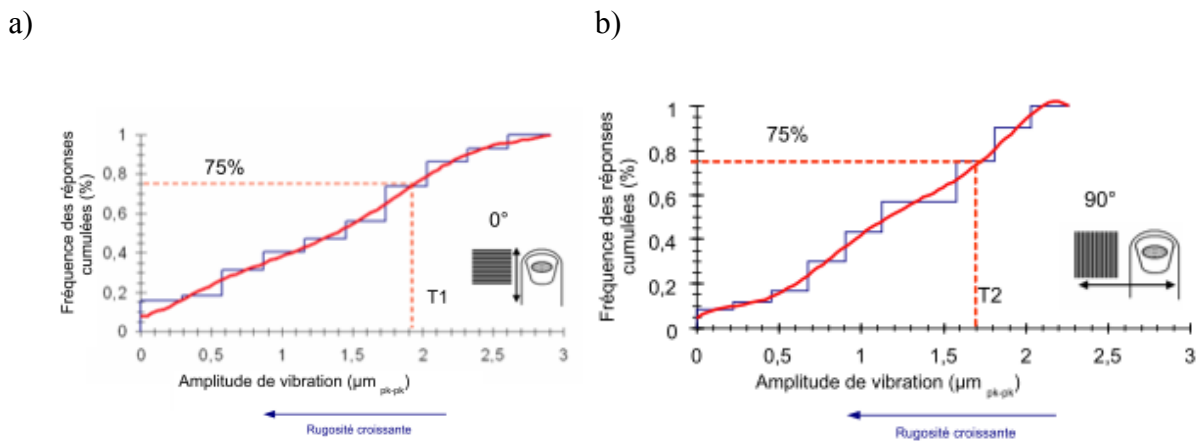 a)
Fréquence des réponses
cumulées (%)
1
0,8
0,6
0,4
0,2
0
75%
0°
T1
0 0,5 1 1,5 2 2,5 3
Amplitude de vibration (µm pk-pk)
Rugosité croissante
b)
Fréquence des réponses
cumulées (%)
1
0.8
0,6
0,4
0,2
0
75%
90°
T2
0 0,5 1 1,5 2 2,5 3
Amplitude de vibration (µm pk-pk)
Rugosité croissante